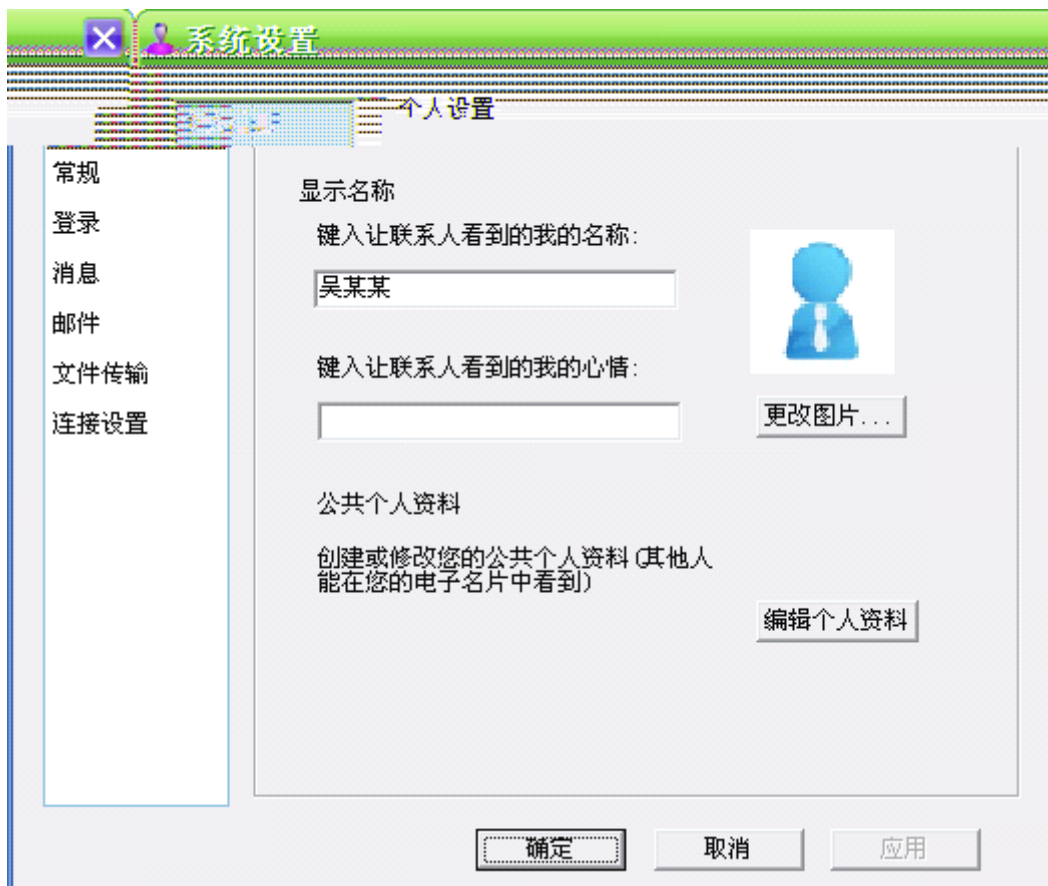 系统设置
个人设置
常规
登录
消息
邮件
文件传输
连接设置
显示名称
键入让联系人看到的我的名称:
吴某某
键入让联系人看到的我的心情:
更改图片...
公共个人资料
创建或修改您的公共个人资料(其他人
能在您的电子名片中看到)
编辑个人资料
确定
取消
应用